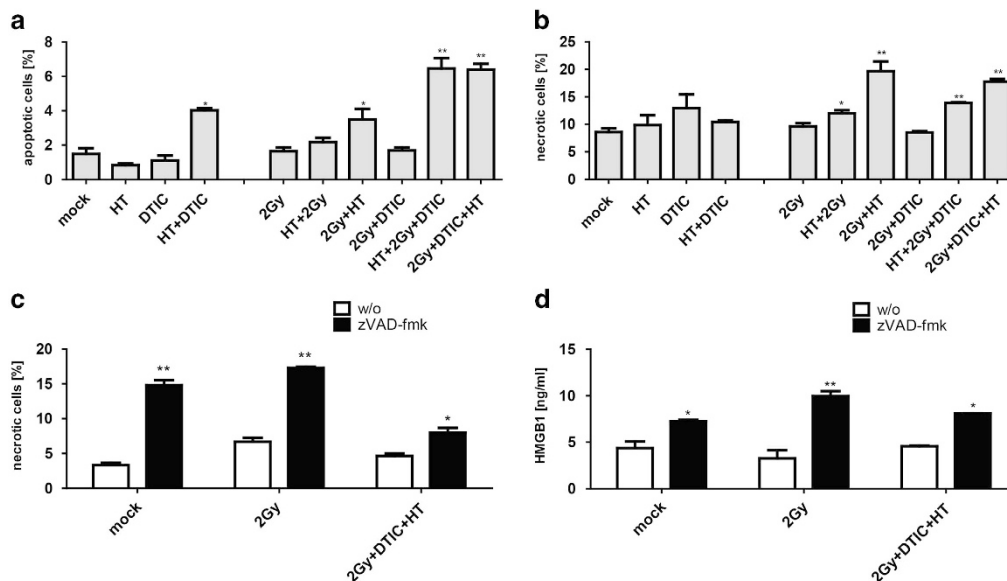 a
apoptotic cells [%]
8
6
4
2
0
*
*
**
**
mock
HT
DTIC
HT+DTIC
2Gy
HT+2Gy
2Gy+HT
2Gy+DTIC
HT+2Gy+DTIC
2Gy+DTIC+HT
b
necrotic cells [%]
25
20
15
10
5
0
*
**
**
**
mock
HT
DTIC
HT+DTIC
2Gy
HT+2Gy
2Gy+HT
2Gy+DTIC
HT+2Gy+DTIC
2Gy+DTIC+HT
c
w/o
zVAD-fmk
necrotic cells [%]
20
15
10
5
0
**
**
*
mock
2Gy
2Gy+DTIC+HT
d
w/o
zVAD-fmk
HMGB1 [ng/ml]
15
10
5
0
*
**
*
mock
2Gy
2Gy+DTIC+HT